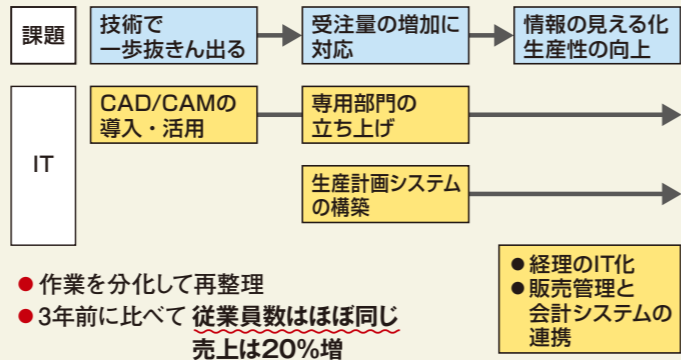 課題
技術で
一歩抜きん出る
受注量の増加に
対応
情報の見える化
生産性の向上
IT
CAD/CAMの
導入・活用
専用部門の
立ち上げ
生産計画システム
の構築
●経理のIT化
●販売管理と
会計システムの
連携
●作業を分化して再整理
●3年前に比べて 従業員数はほぼ同じ
売上は20%増